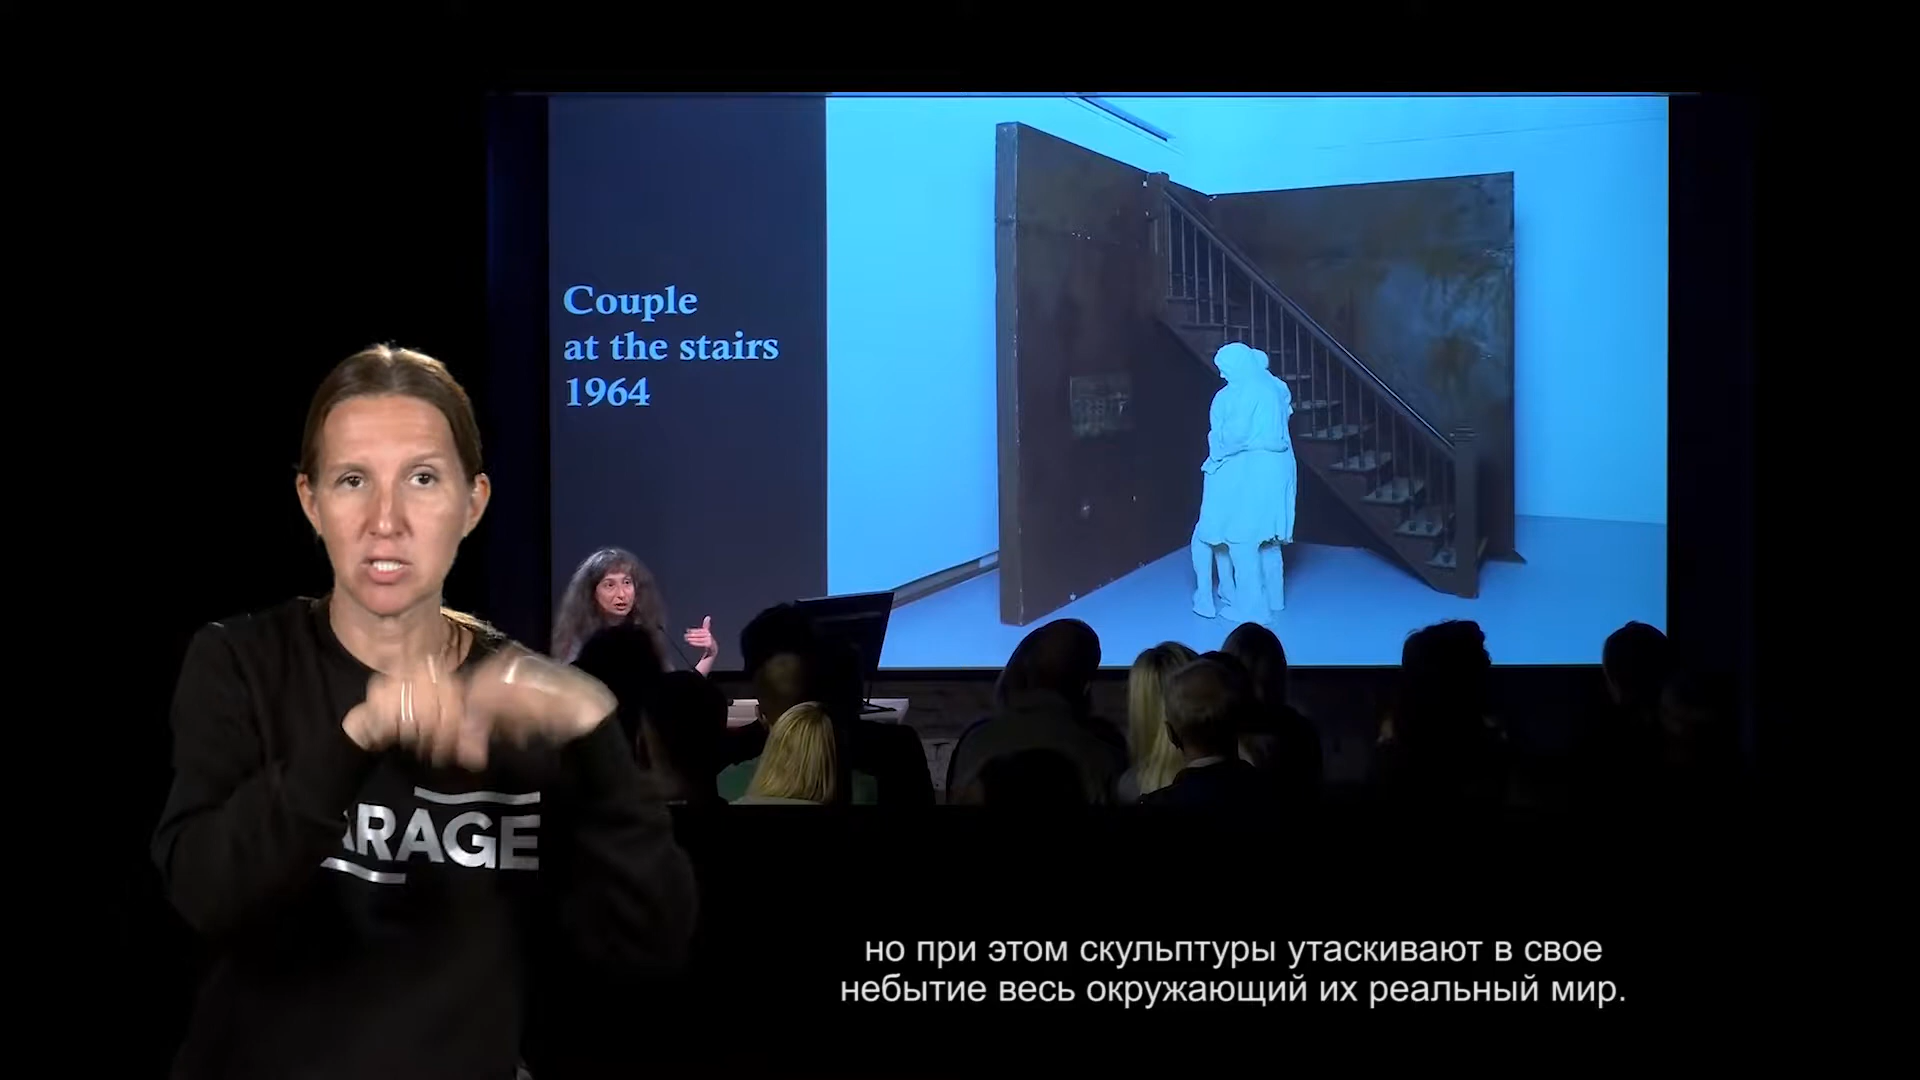 Couple
at the stairs
1964
ARAGE
но при этом скульптуры утаскивают в свое
небытие весь окружающий их реальный мир.